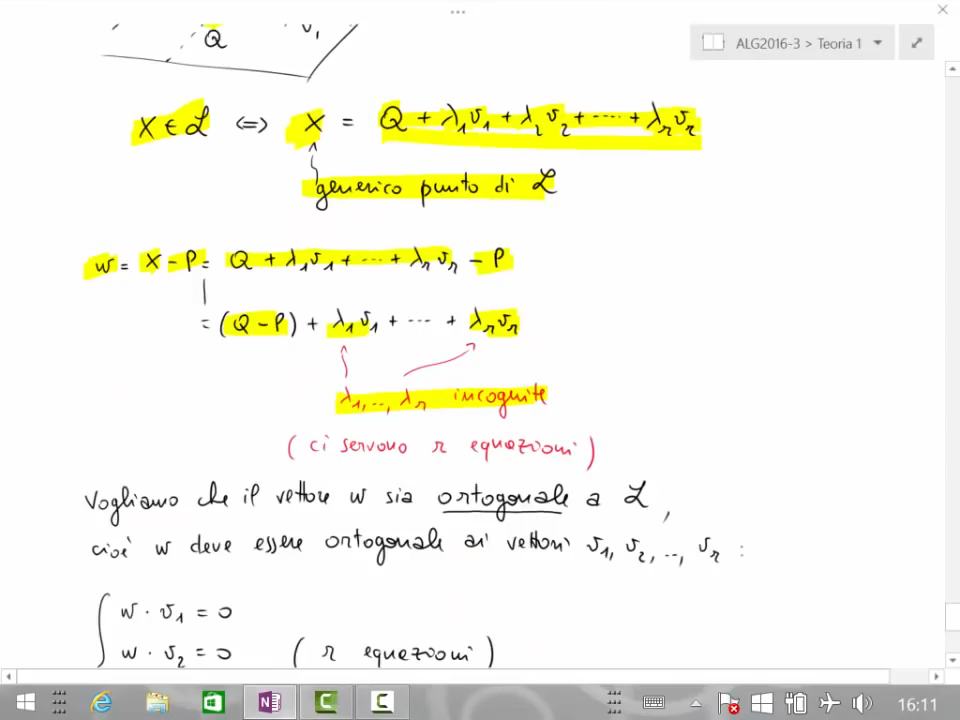 ALG2016-3 > Teoria 1
Q v₁
X ∈ ℒ ⇔ X = Q + λ₁v₁ + λ₂v₂ + ···· + λᵣvᵣ
generico punto di ℒ
w = X - P = Q + λ₁v₁ + ··· + λᵣvᵣ - P
= (Q - P) + λ₁v₁ + ··· + λᵣvᵣ
λ₁, .., λᵣ incognite
( ci servono r equazioni )
Vogliamo che il vettore w sia ortogonale a ℒ ,
cioè w deve essere ortogonale ai vettori v₁, v₂, .., vᵣ :
w · v₁ = 0
w · v₂ = 0 ( r equazioni )
16:11